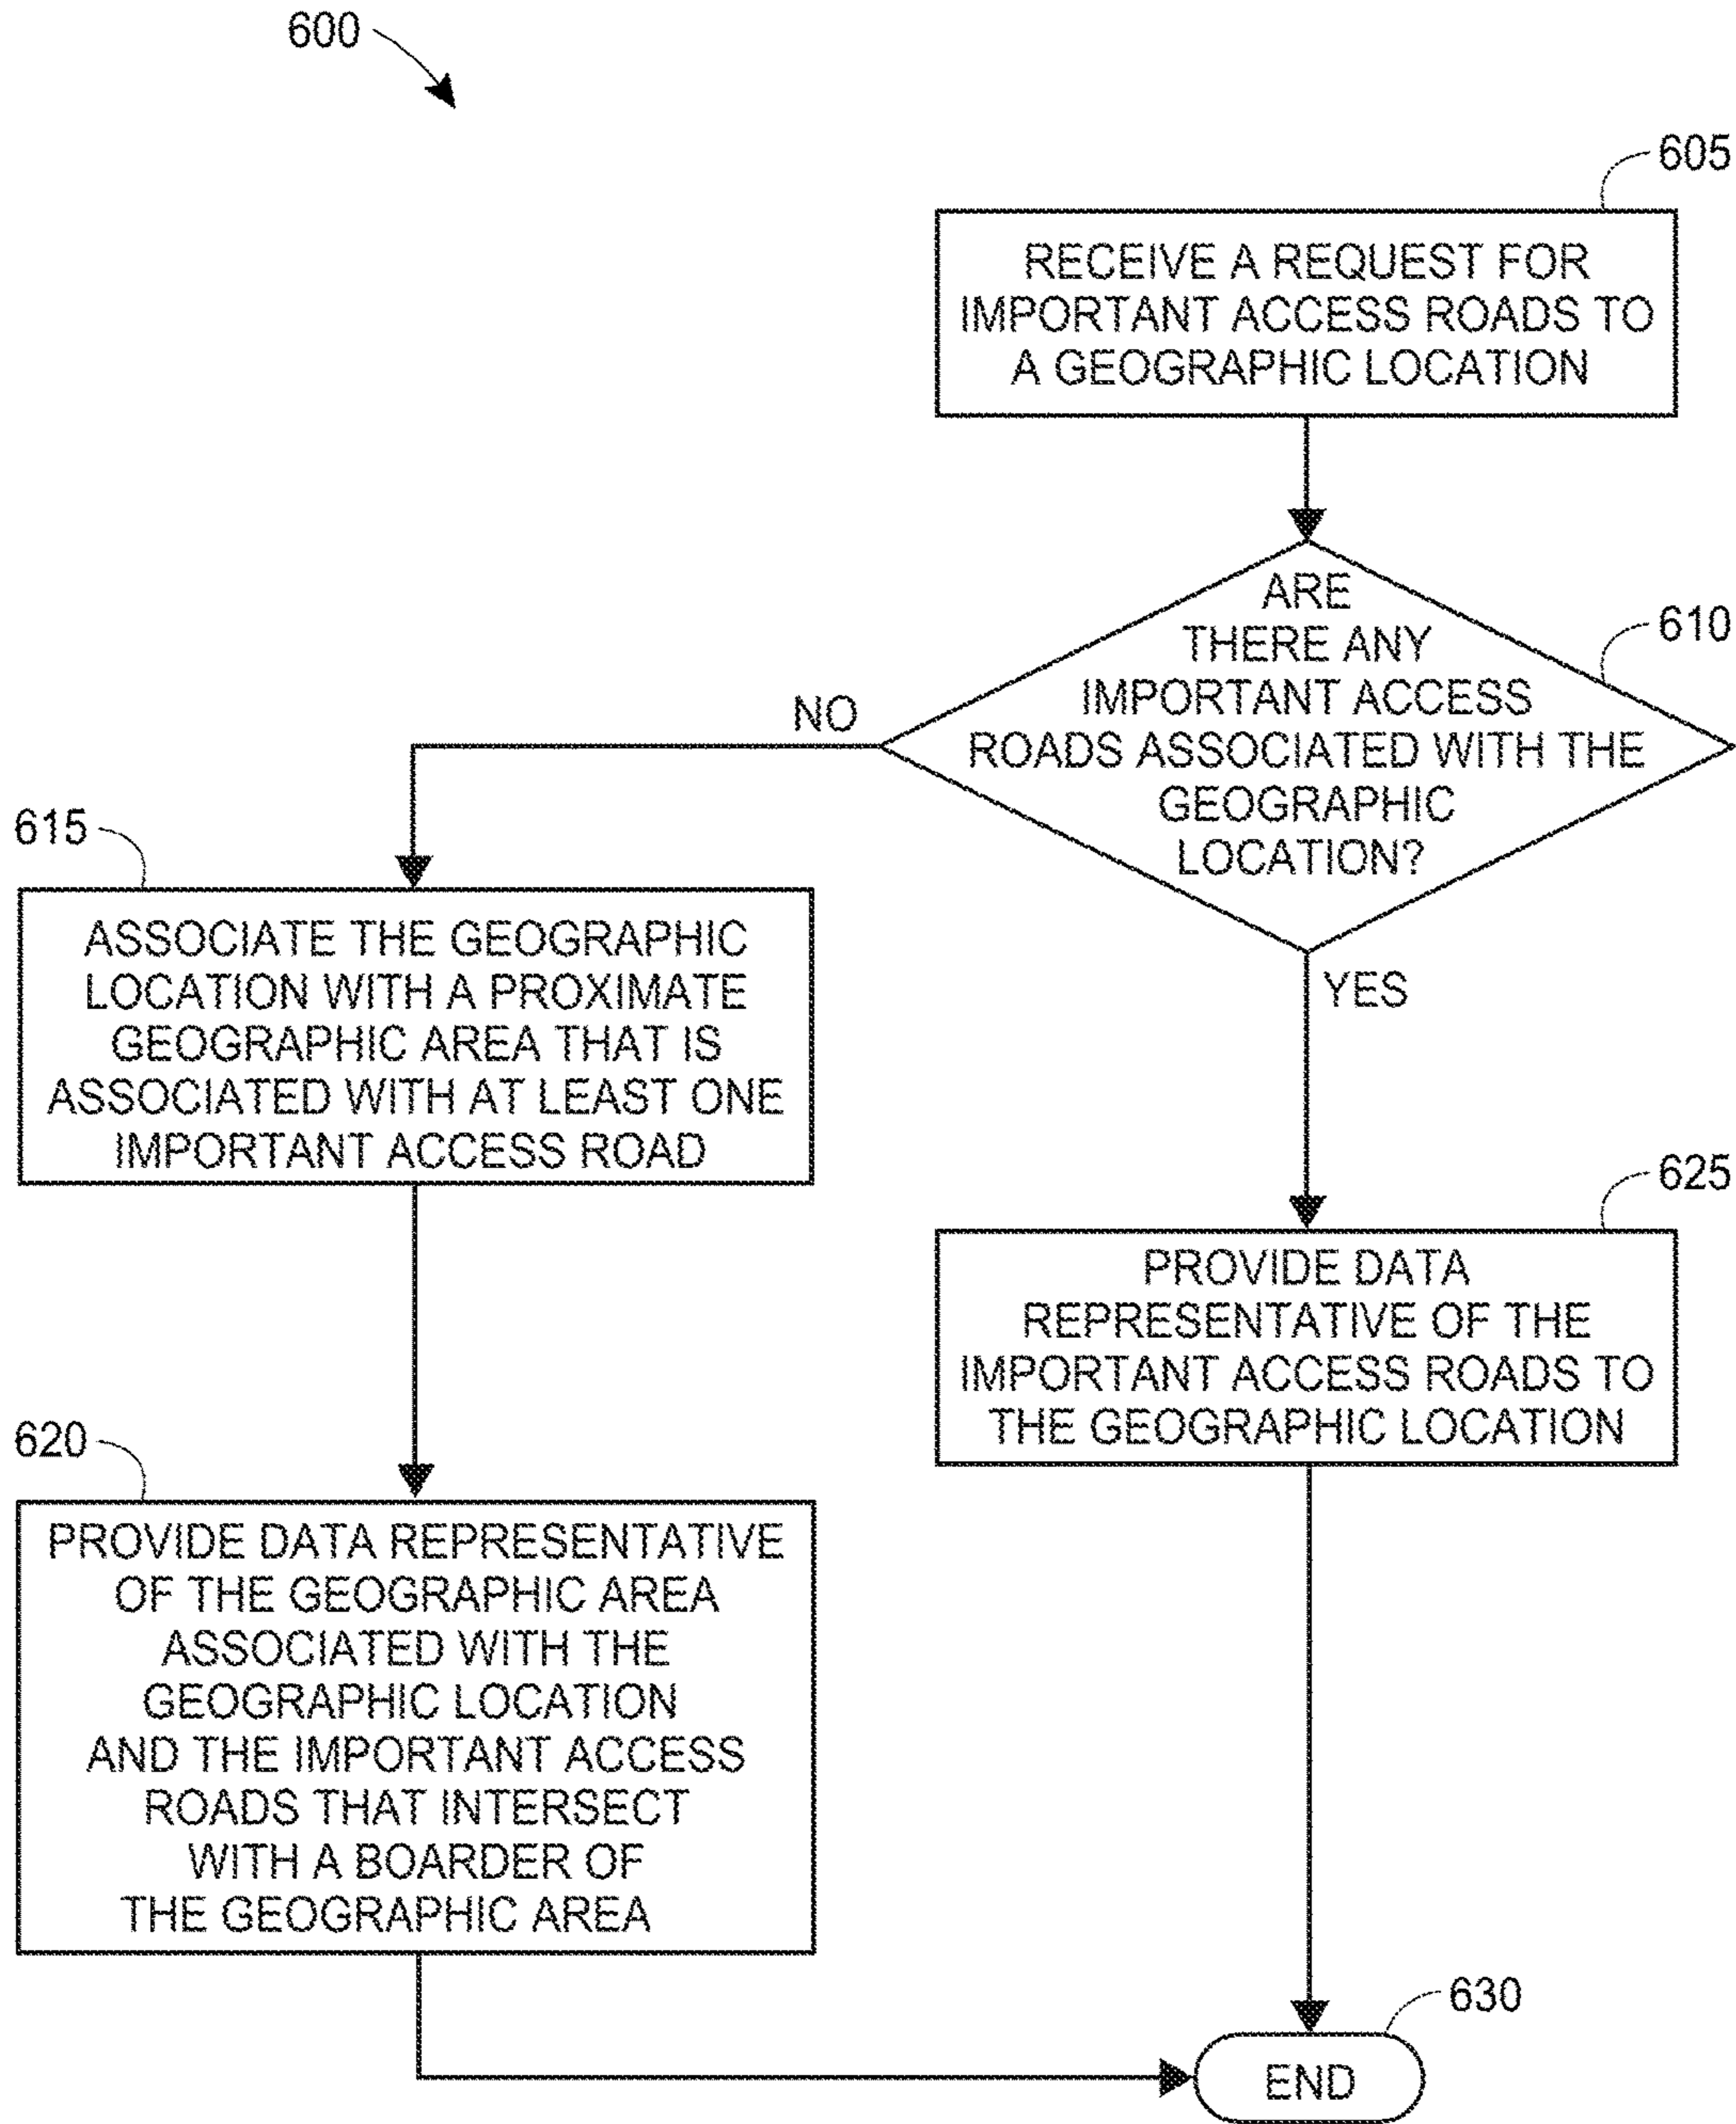 600
605
RECEIVE A REQUEST FOR
IMPORTANT ACCESS ROADS TO
A GEOGRAPHIC LOCATION
610
ARE
THERE ANY
IMPORTANT ACCESS
ROADS ASSOCIATED WITH THE
GEOGRAPHIC
LOCATION?
NO
YES
615
ASSOCIATE THE GEOGRAPHIC
LOCATION WITH A PROXIMATE
GEOGRAPHIC AREA THAT IS
ASSOCIATED WITH AT LEAST ONE
IMPORTANT ACCESS ROAD
625
PROVIDE DATA
REPRESENTATIVE OF THE
IMPORTANT ACCESS ROADS TO
THE GEOGRAPHIC LOCATION
620
PROVIDE DATA REPRESENTATIVE
OF THE GEOGRAPHIC AREA
ASSOCIATED WITH THE
GEOGRAPHIC LOCATION
AND THE IMPORTANT ACCESS
ROADS THAT INTERSECT
WITH A BOARDER OF
THE GEOGRAPHIC AREA
630
END